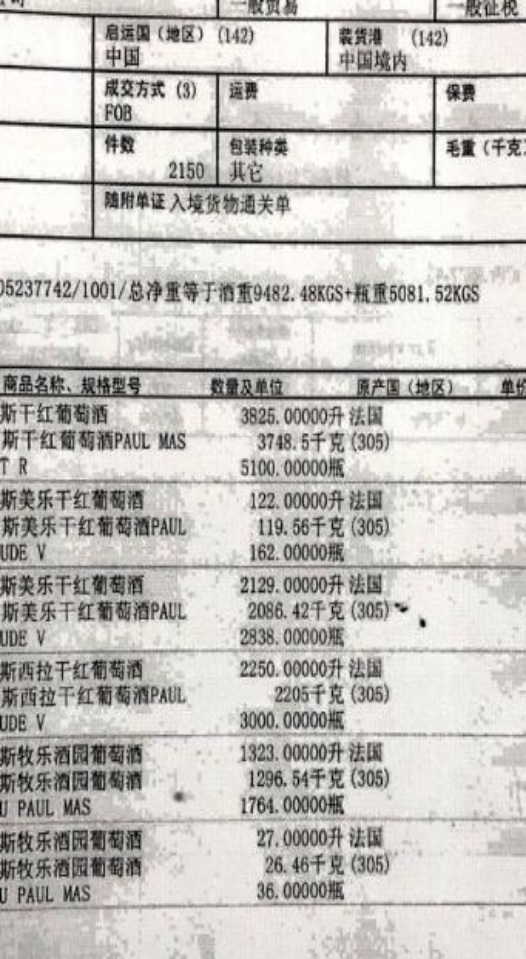 一般贸易 一般征税
启运国（地区） (142) 装货港 (142)
中国 中国境内
成交方式 (3) 运费 保费
FOB
件数 包装种类 毛重（千克）
2150 其它
随附单证 入境货物通关单
05237742/1001/总净重等于酒重9482.48KGS+瓶重5081.52KGS
商品名称、规格型号 数量及单位 原产国（地区） 单价
斯干红葡萄酒 3825.00000升 法国
斯干红葡萄酒PAUL MAS 3748.5千克 (305)
T R 5100.00000瓶
斯美乐干红葡萄酒 122.00000升 法国
斯美乐干红葡萄酒PAUL 119.56千克 (305)
UDE V 162.00000瓶
斯美乐干红葡萄酒 2129.00000升 法国
斯美乐干红葡萄酒PAUL 2086.42千克 (305)
UDE V 2838.00000瓶
斯西拉干红葡萄酒 2250.00000升 法国
斯西拉干红葡萄酒PAUL 2205千克 (305)
UDE V 3000.00000瓶
斯牧乐酒园葡萄酒 1323.00000升 法国
斯牧乐酒园葡萄酒 1296.54千克 (305)
U PAUL MAS 1764.00000瓶
斯牧乐酒园葡萄酒 27.00000升 法国
斯牧乐酒园葡萄酒 26.46千克 (305)
U PAUL MAS 36.00000瓶